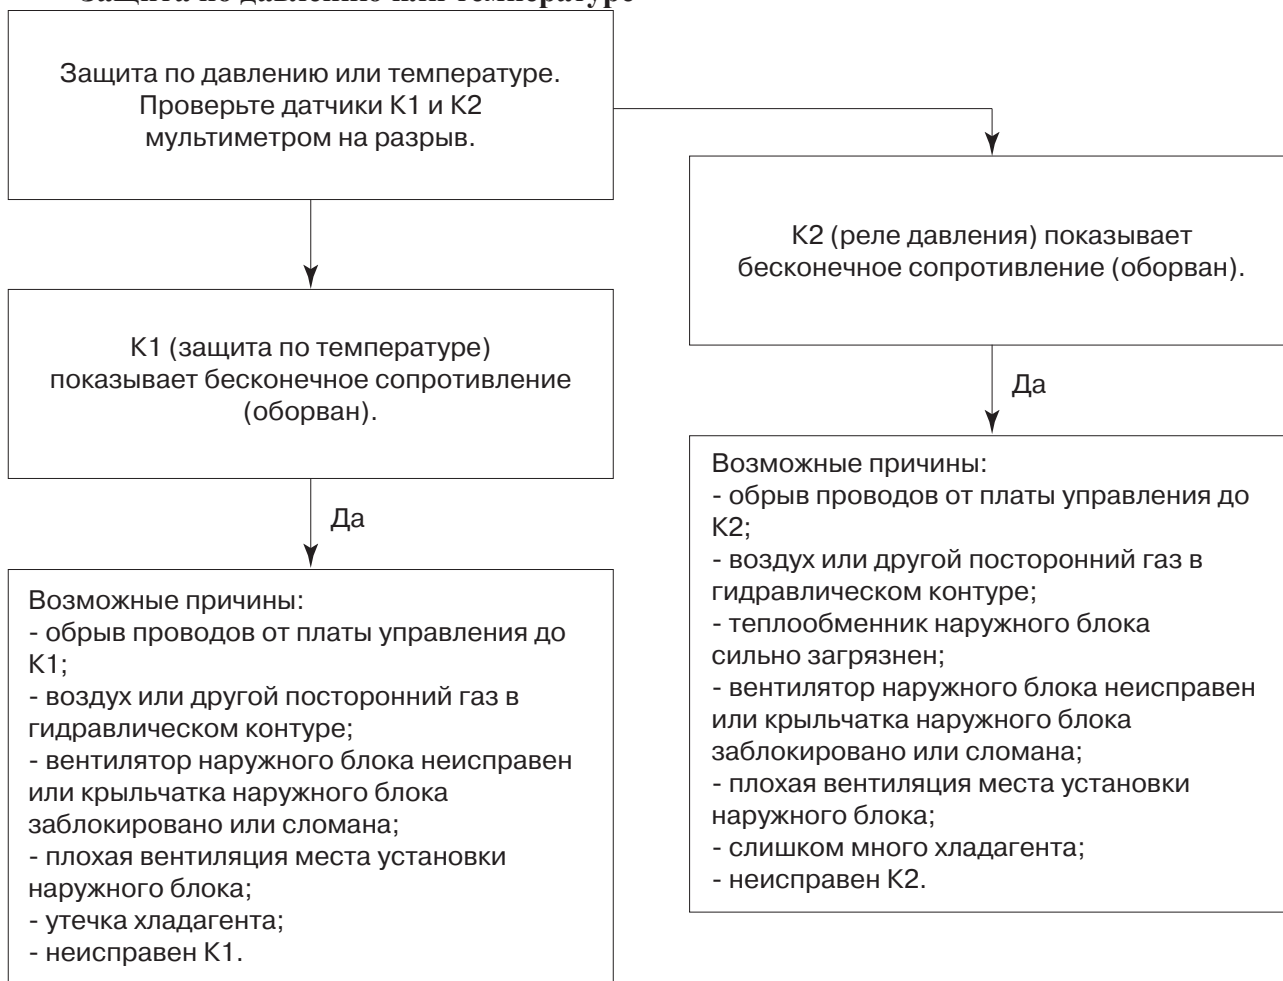 Защита по давлению или температуре
Защита по давлению или температуре.
Проверьте датчики К1 и К2
мультиметром на разрыв.
К2 (реле давления) показывает
бесконечное сопротивление (оборван).
К1 (защита по температуре)
показывает бесконечное сопротивление
(оборван).
Да
Да
Возможные причины:
- обрыв проводов от платы управления до
К2;
- воздух или другой посторонний газ в
гидравлическом контуре;
- теплообменник наружного блока
сильно загрязнен;
- вентилятор наружного блока неисправен
или крыльчатка наружного блока
заблокировано или сломана;
- плохая вентиляция места установки
наружного блока;
- слишком много хладагента;
- неисправен К2.
Возможные причины:
- обрыв проводов от платы управления до
К1;
- воздух или другой посторонний газ в
гидравлическом контуре;
- вентилятор наружного блока неисправен
или крыльчатка наружного блока
заблокировано или сломана;
- плохая вентиляция места установки
наружного блока;
- утечка хладагента;
- неисправен К1.